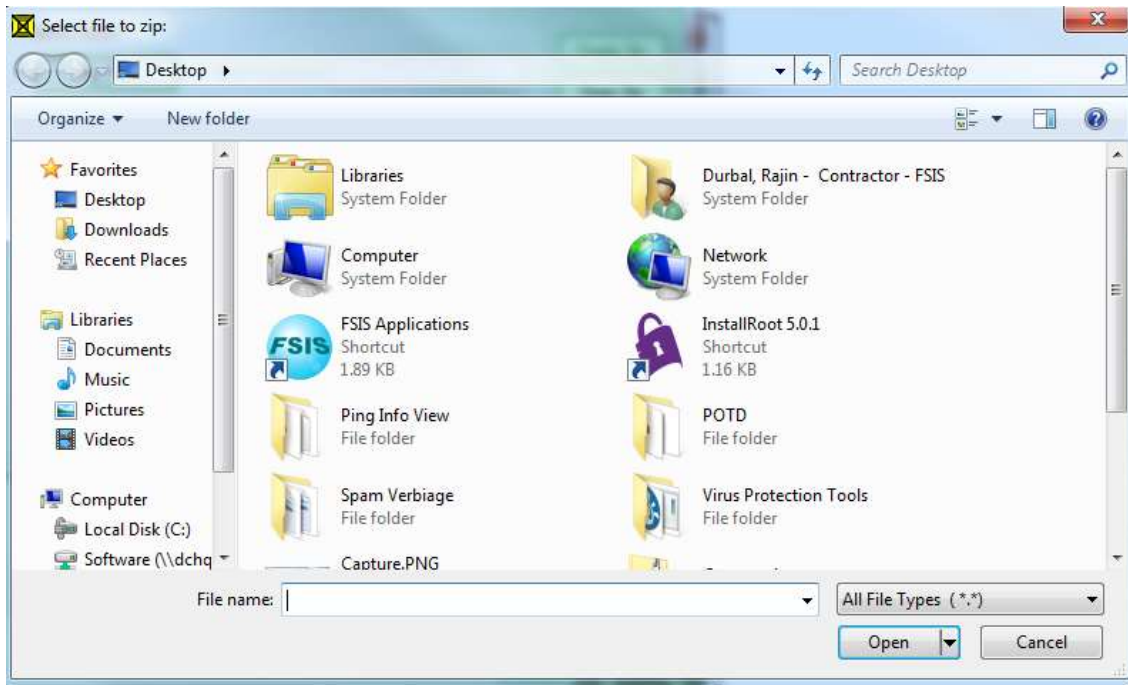 Select file to zip:
Desktop
Search Desktop
Organize
New folder
Favorites
Desktop
Downloads
Recent Places
Libraries
Documents
Music
Pictures
Videos
Computer
Local Disk (C:)
Software (\\dchq
Libraries
System Folder
Durbal, Rajin - Contractor - FSIS
System Folder
Computer
System Folder
Network
System Folder
FSIS
FSIS Applications
Shortcut
1.89 KB
InstallRoot 5.0.1
Shortcut
1.16 KB
Ping Info View
File folder
POTD
File folder
Spam Verbiage
File folder
Virus Protection Tools
File folder
Capture.PNG
File name:
All File Types (*.*)
Open
Cancel